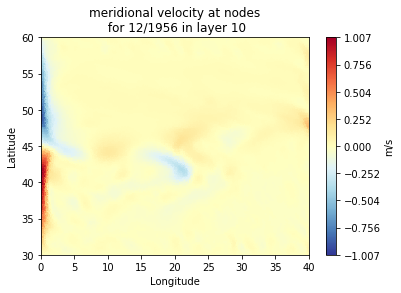 meridional velocity at nodes
for 12/1956 in layer 10
60
55
50
45
40
35
30
Latitude
0 5 10 15 20 25 30 35 40
Longitude
1.007
0.756
0.504
0.252
0.000
−0.252
−0.504
−0.756
−1.007
m/s